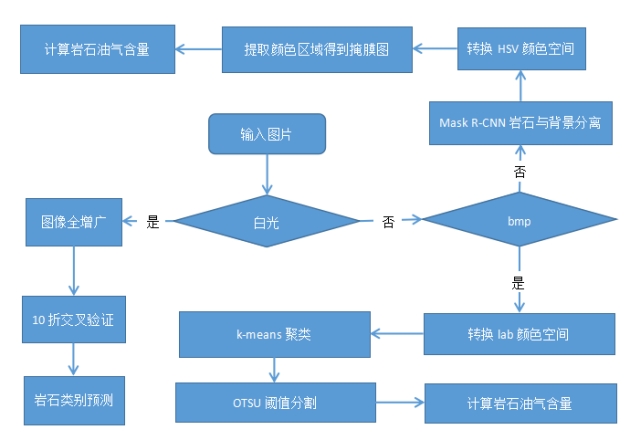 计算岩石油气含量
提取颜色区域得到掩膜图
转换 HSV 颜色空间
Mask R-CNN 岩石与背景分离
输入图片
否
图像全增广
是
白光
否
bmp
是
10 折交叉验证
k-means 聚类
转换 lab 颜色空间
岩石类别预测
OTSU 阈值分割
计算岩石油气含量